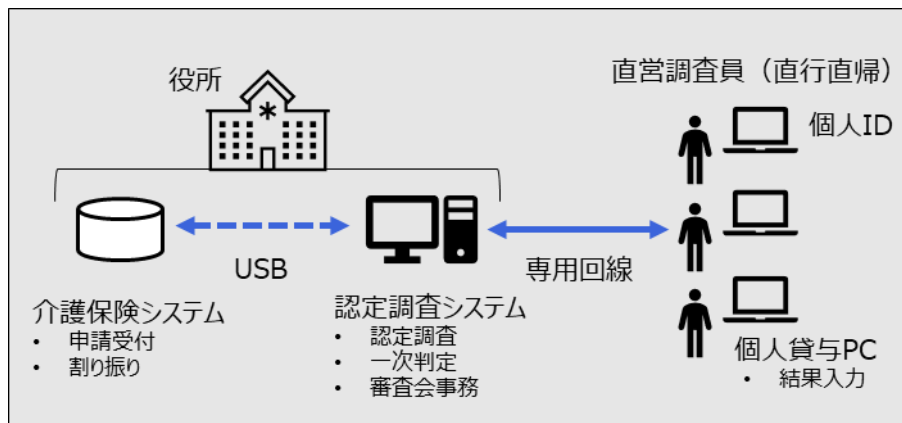 役所
直営調査員（直行直帰）
個人ID
USB
専用回線
介護保険システム
• 申請受付
• 割り振り
認定調査システム
• 認定調査
• 一次判定
• 審査会事務
個人貸与PC
• 結果入力